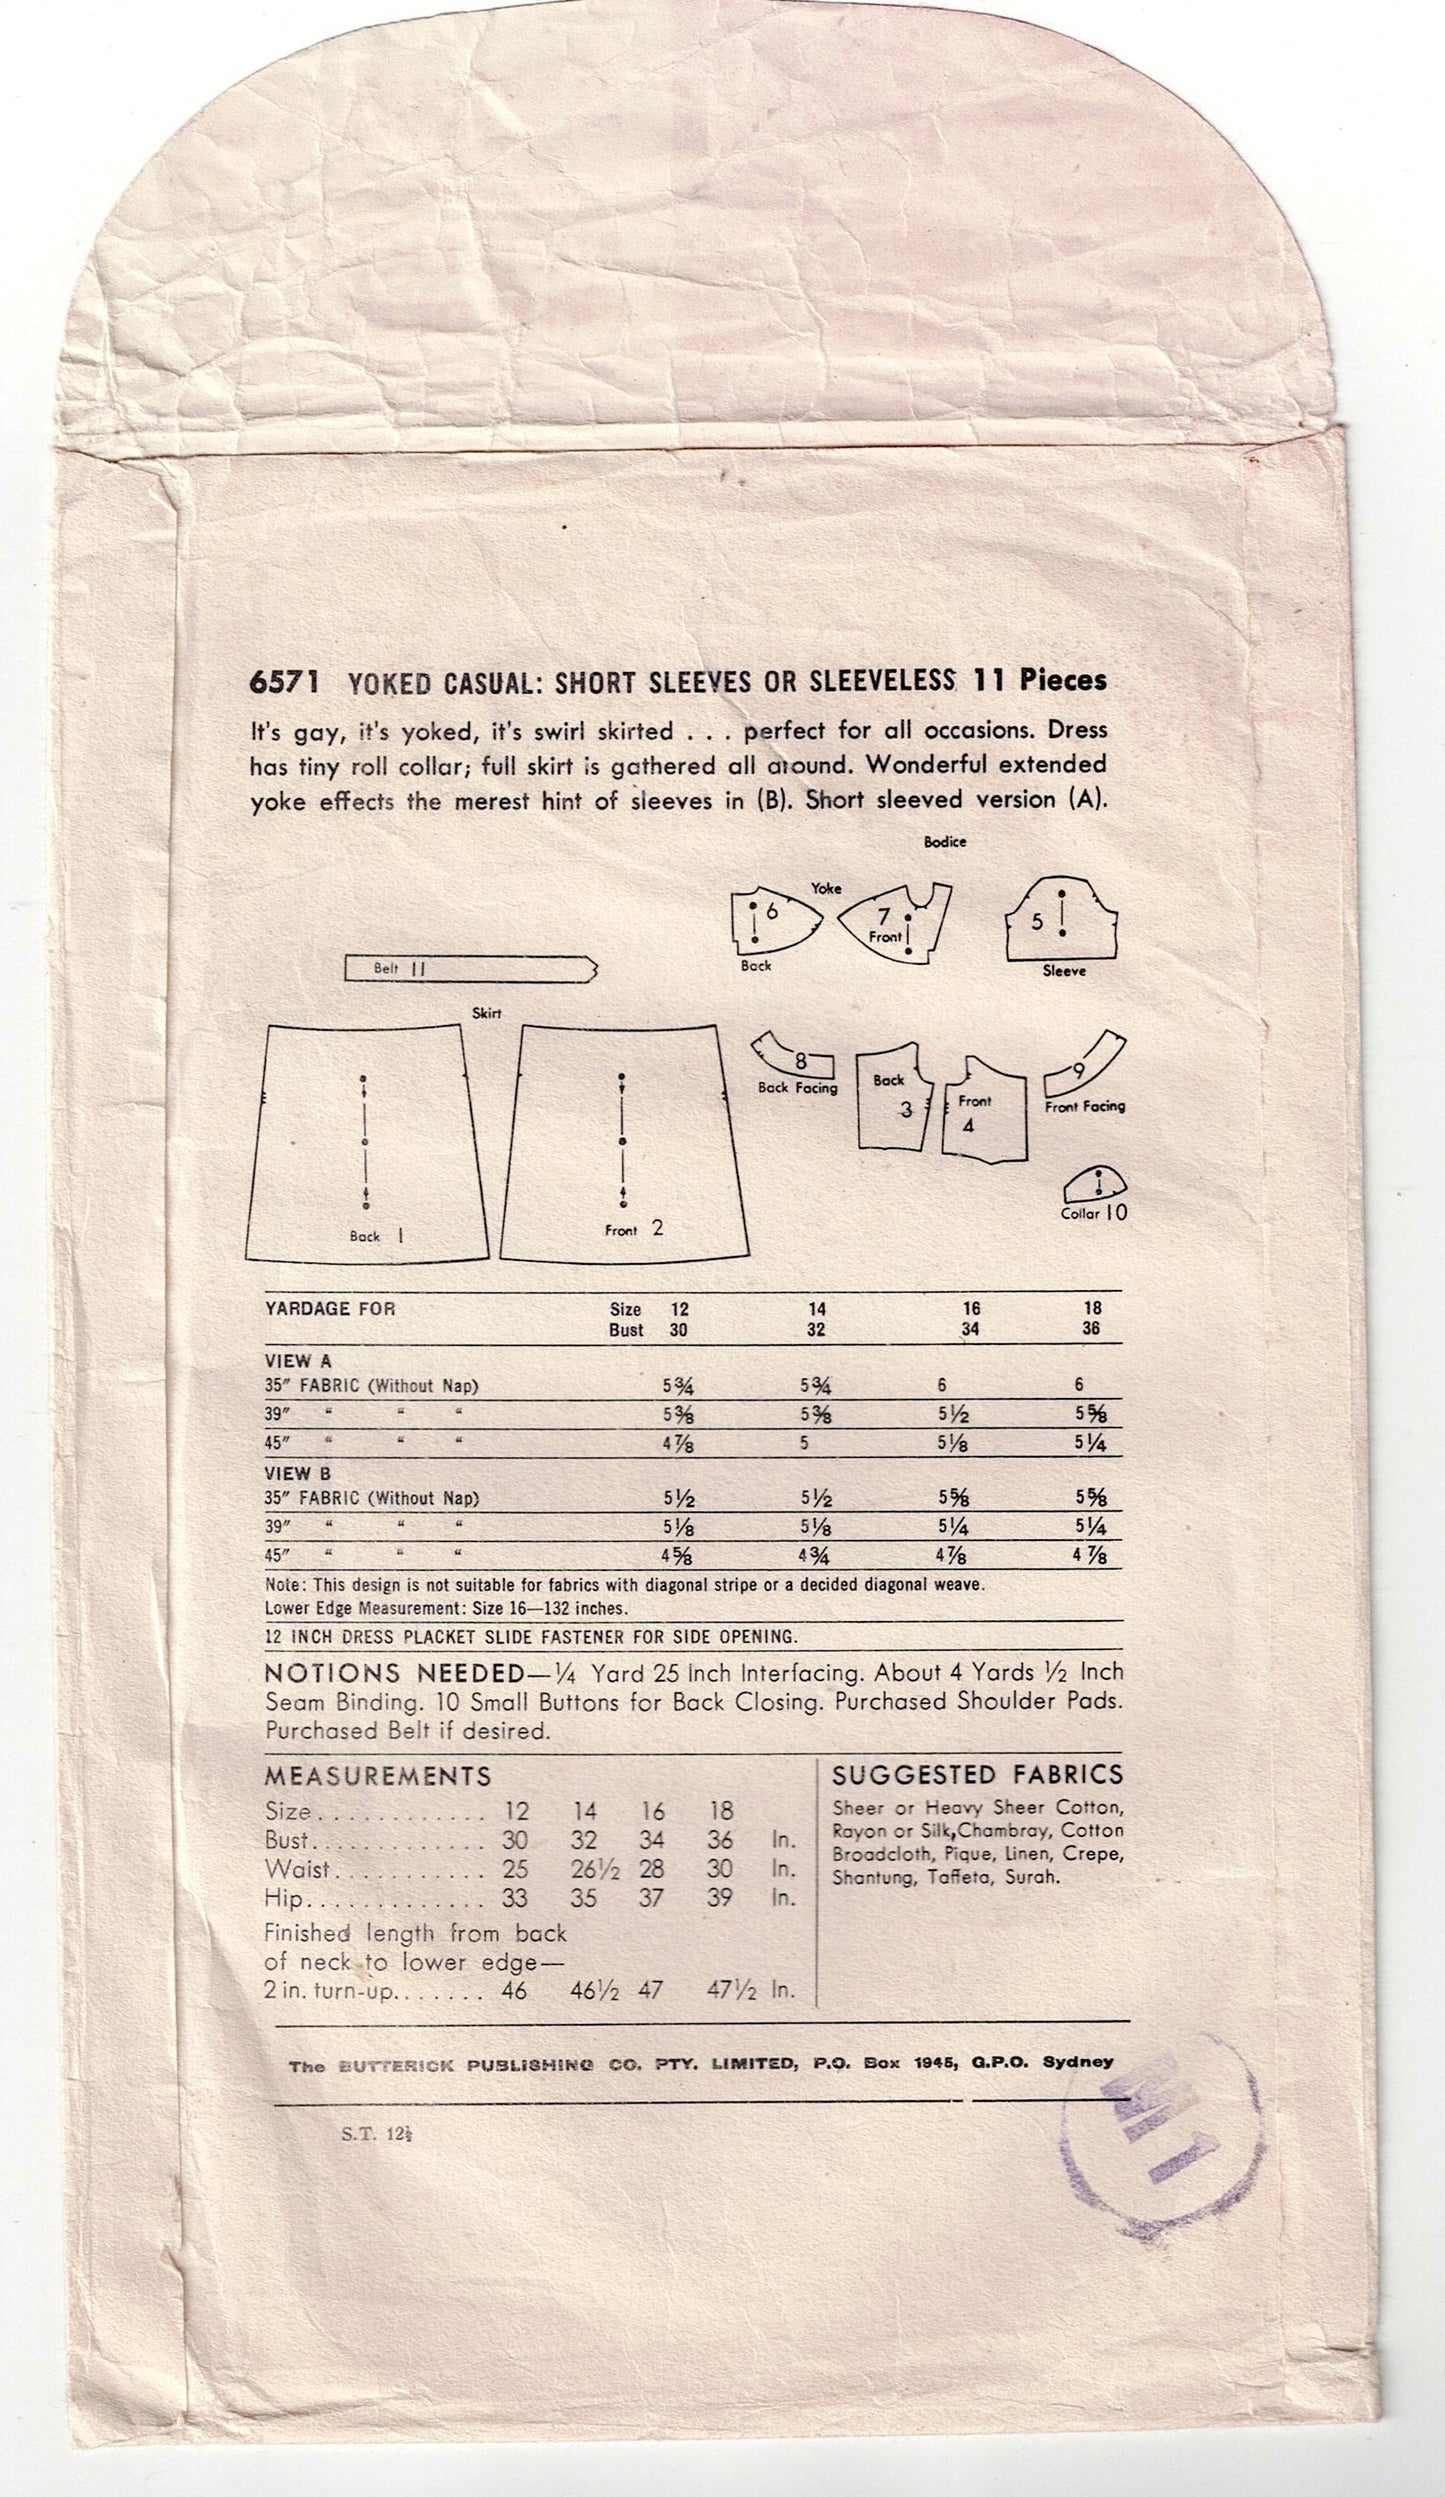 6571 YOKED CASUAL: SHORT SLEEVES OR SLEEVELESS 11 Pieces
It's gay, it's yoked, it's swirl skirted . . . perfect for all occasions. Dress
has tiny roll collar; full skirt is gathered all around. Wonderful extended
yoke effects the merest hint of sleeves in (B). Short sleeved version (A).
Bodice
Yoke
6
7
Front
5
Back
Sleeve
Belt 11
Skirt
8
Back Facing
Back
3
Front
4
9
Front Facing
Collar 10
Back 1
Front 2
YARDAGE FOR Size 12 14 16 18
Bust 30 32 34 36
VIEW A
35" FABRIC (Without Nap) 5¾ 5¾ 6 6
39" " " " 5⅜ 5⅜ 5½ 5⅝
45" " " " 4⅞ 5 5⅛ 5¼
VIEW B
35" FABRIC (Without Nap) 5½ 5½ 5⅝ 5⅝
39" " " " 5⅛ 5⅛ 5¼ 5¼
45" " " " 4⅝ 4¾ 4⅞ 4⅞
Note: This design is not suitable for fabrics with diagonal stripe or a decided diagonal weave.
Lower Edge Measurement: Size 16—132 inches.
12 INCH DRESS PLACKET SLIDE FASTENER FOR SIDE OPENING.
NOTIONS NEEDED—¼ Yard 25 Inch Interfacing. About 4 Yards ½ Inch
Seam Binding. 10 Small Buttons for Back Closing. Purchased Shoulder Pads.
Purchased Belt if desired.
MEASUREMENTS
Size............ 12 14 16 18
Bust............. 30 32 34 36 In.
Waist........... 25 26½ 28 30 In.
Hip............. 33 35 37 39 In.
Finished length from back
of neck to lower edge—
2 in. turn-up....... 46 46½ 47 47½ In.
SUGGESTED FABRICS
Sheer or Heavy Sheer Cotton,
Rayon or Silk, Chambray, Cotton
Broadcloth, Pique, Linen, Crepe,
Shantung, Taffeta, Surah.
The BUTTERICK PUBLISHING CO. PTY. LIMITED, P.O. Box 1945, G.P.O. Sydney
S.T. 12½